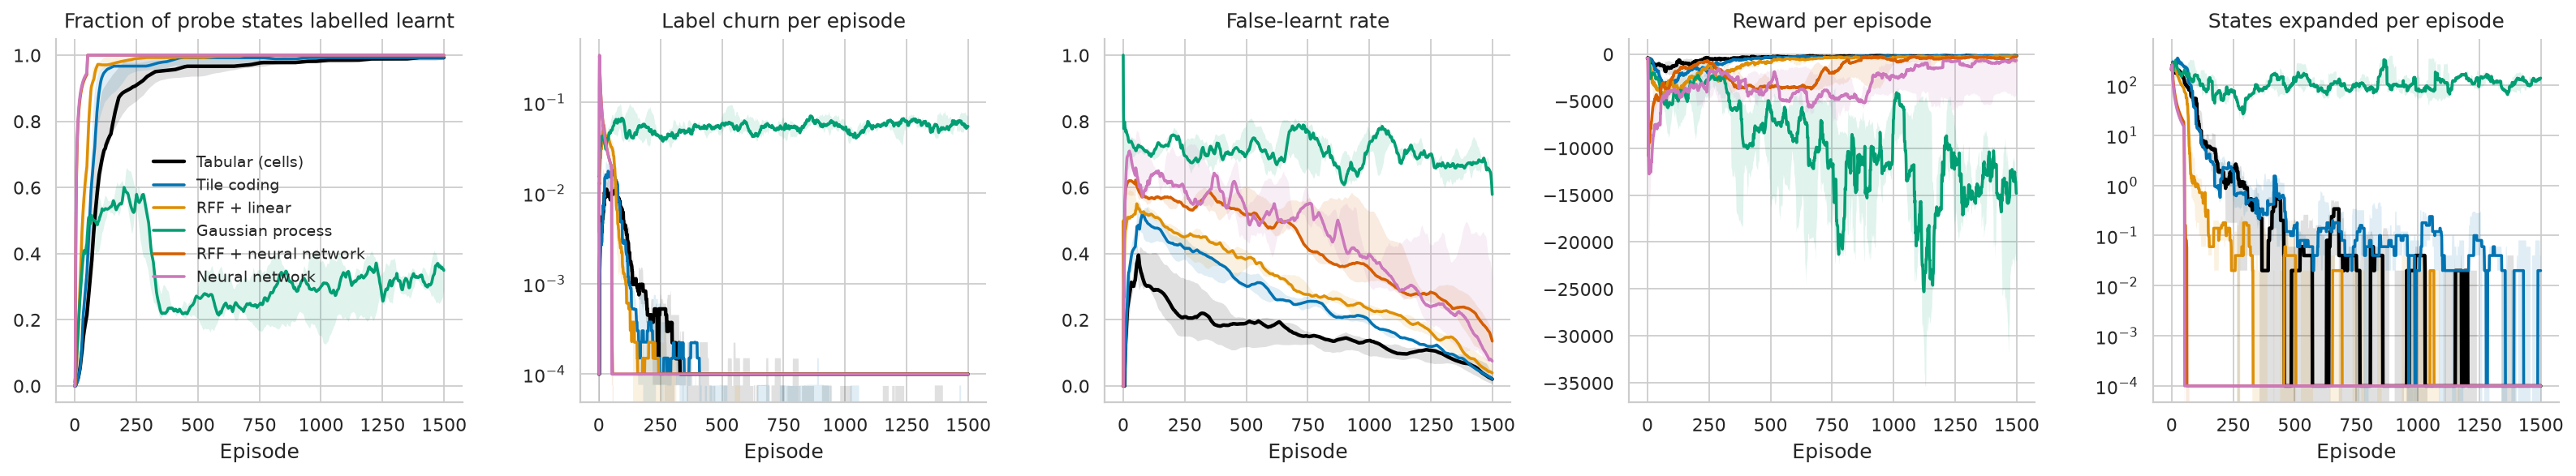 Fraction of probe states labelled learnt
1.0
0.8
0.6
0.4
0.2
0.0
Tabular (cells)
Tile coding
RFF + linear
Gaussian process
RFF + neural network
Neural network
0 250 500 750 1000 1250 1500
Episode
Label churn per episode
10⁻¹
10⁻²
10⁻³
10⁻⁴
0 250 500 750 1000 1250 1500
Episode
False-learnt rate
1.0
0.8
0.6
0.4
0.2
0.0
0 250 500 750 1000 1250 1500
Episode
Reward per episode
0
−5000
−10000
−15000
−20000
−25000
−30000
−35000
0 250 500 750 1000 1250 1500
Episode
States expanded per episode
10²
10¹
10⁰
10⁻¹
10⁻²
10⁻³
10⁻⁴
0 250 500 750 1000 1250 1500
Episode